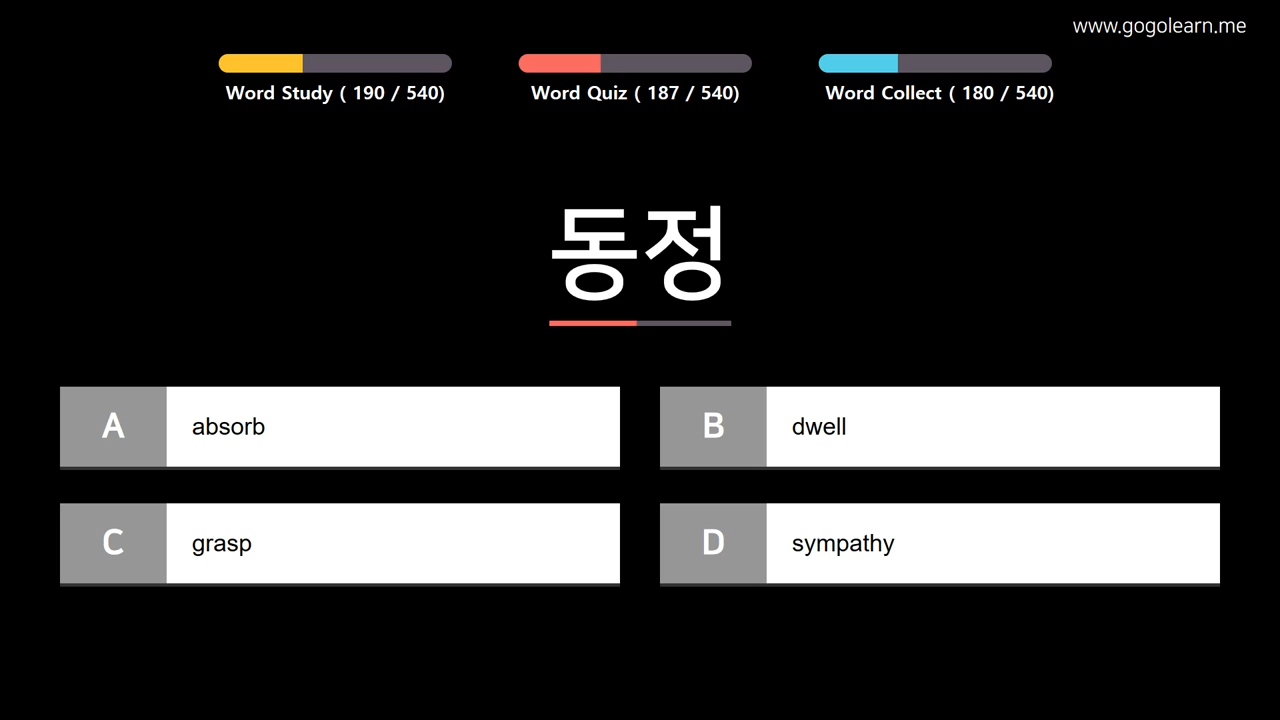 www.gogolearn.me
Word Study ( 190 / 540)
Word Quiz ( 187 / 540)
Word Collect ( 180 / 540)
동정
A absorb
B dwell
C grasp
D sympathy